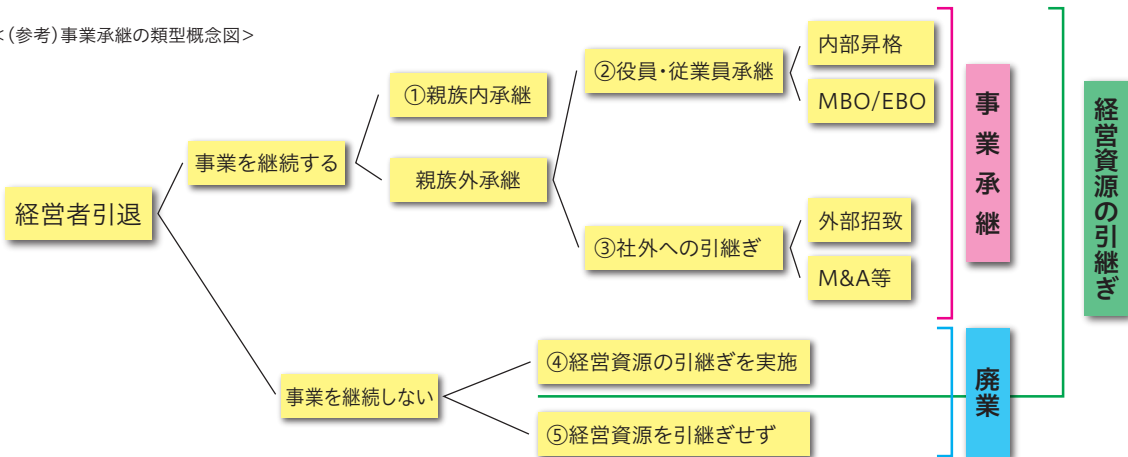 <(参考)事業承継の類型概念図>
経営者引退
事業を継続する
①親族内承継
親族外承継
②役員・従業員承継
内部昇格
MBO/EBO
③社外への引継ぎ
外部招致
M&A等
事業を継続しない
④経営資源の引継ぎを実施
⑤経営資源を引継ぎせず
事業承継
廃業
経営資源の引継ぎ